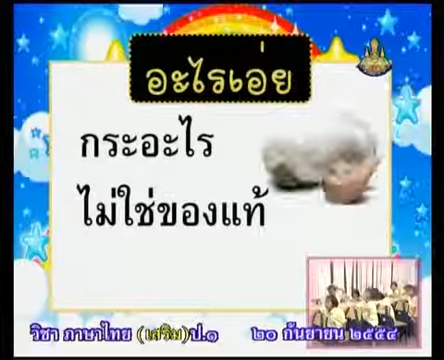 อะไรเอ่ย
กระอะไร
ไม่ใช่ของแท้
วิชา ภาษาไทย (เสริม)ป.๑ ๒๐ กันยายน ๒๕๕๔